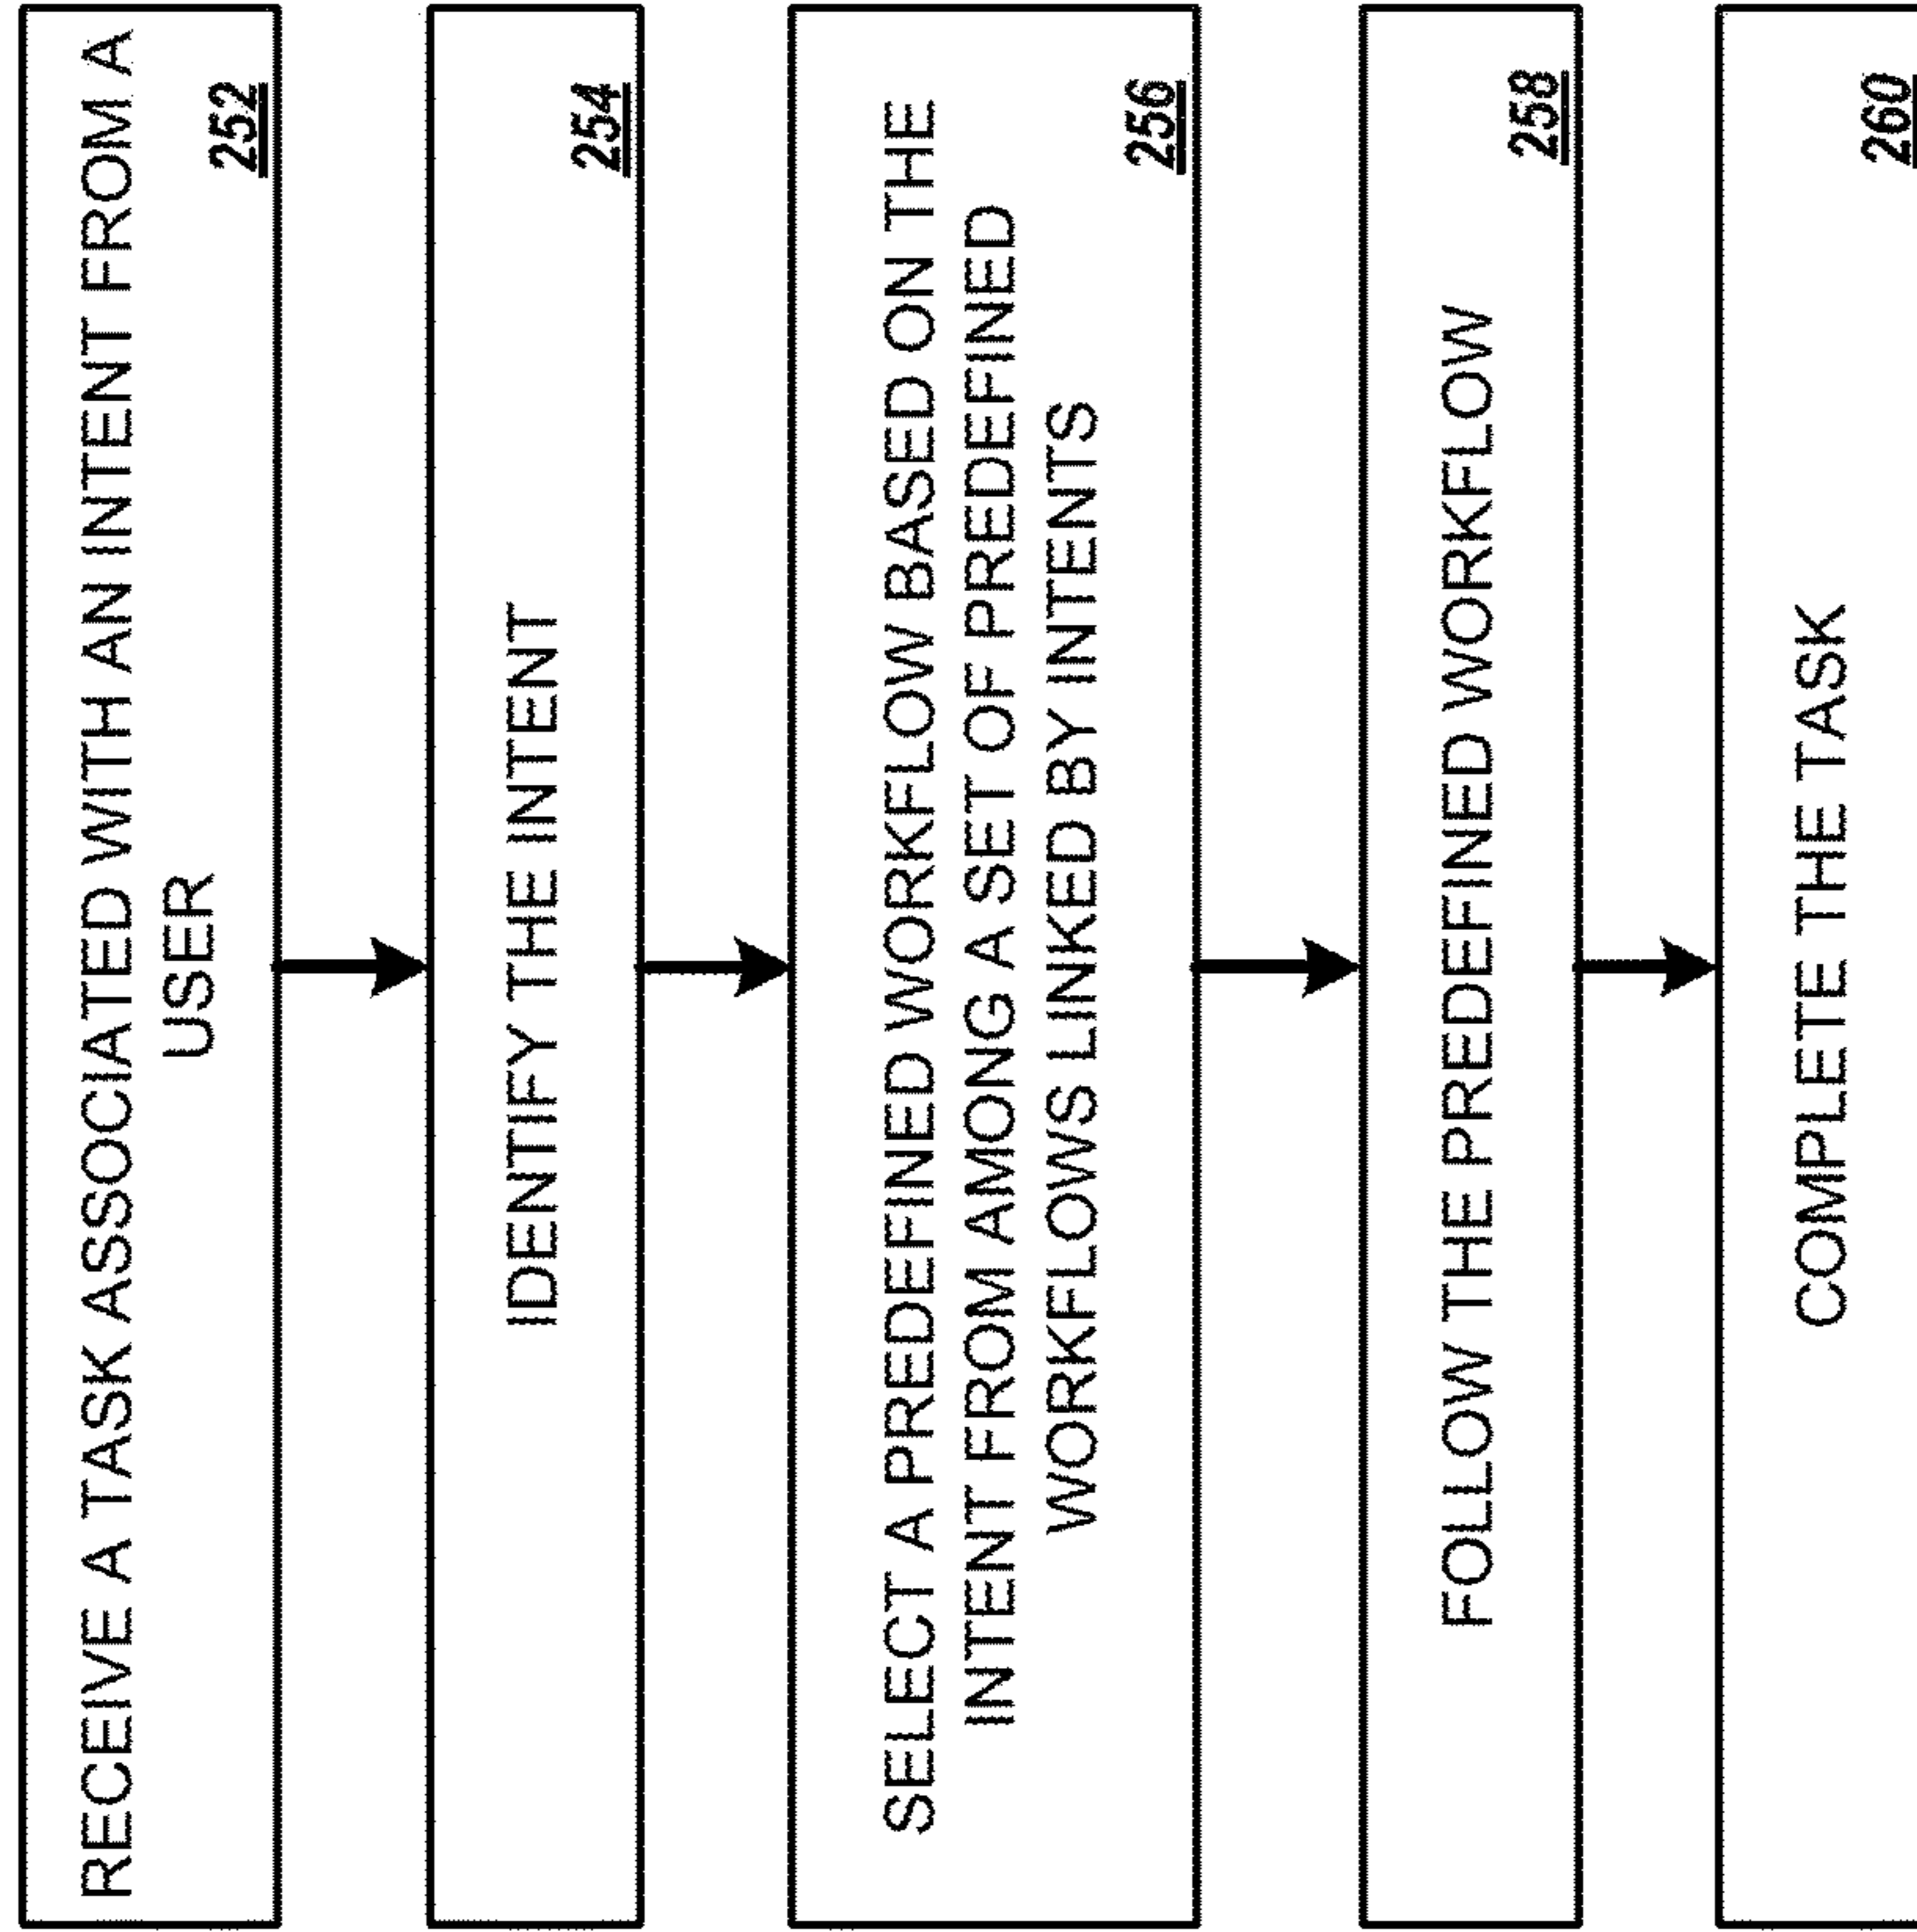 RECEIVE A TASK ASSOCIATED WITH AN INTENT FROM A
USER
252
IDENTIFY THE INTENT
254
SELECT A PREDEFINED WORKFLOW BASED ON THE
INTENT FROM AMONG A SET OF PREDEFINED
WORKFLOWS LINKED BY INTENTS
256
FOLLOW THE PREDEFINED WORKFLOW
258
COMPLETE THE TASK
260